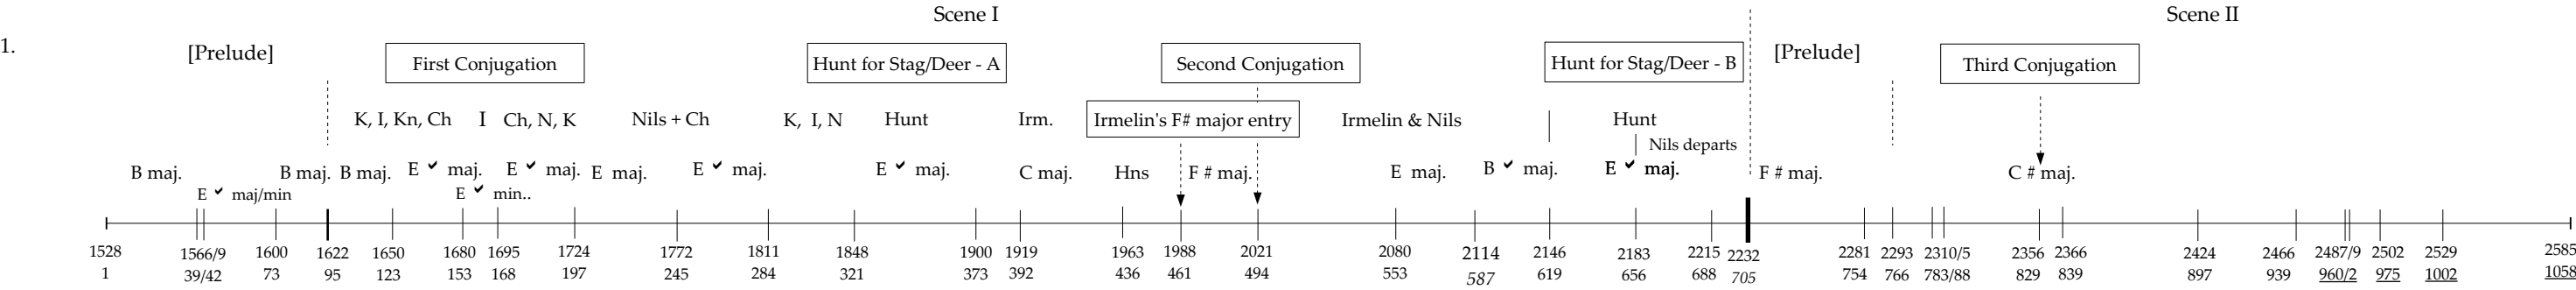 Scene I Scene II
1. [Prelude] First Conjugation Hunt for Stag/Deer - A Second Conjugation Hunt for Stag/Deer - B [Prelude] Third Conjugation
K, I, Kn, Ch I Ch, N, K Nils + Ch K, I, N Hunt Irm. Irmelin's F# major entry Irmelin & Nils Hunt
Nils departs
B maj. B maj. B maj. E ✔ maj. E ✔ maj. E maj. E ✔ maj. E ✔ maj. C maj. Hns F # maj. E maj. B ✔ maj. E ✔ maj. F # maj. C # maj.
E ✔ maj/min E ✔ min..
1528 1566/9 1600 1622 1650 1680 1695 1724 1772 1811 1848 1900 1919 1963 1988 2021 2080 2114 2146 2183 2215 2232 2281 2293 2310/5 2356 2366 2424 2466 2487/9 2502 2529 2585
1 39/42 73 95 123 153 168 197 245 284 321 373 392 436 461 494 553 587 619 656 688 705 754 766 783/88 829 839 897 939 960/2 975 1002 1058